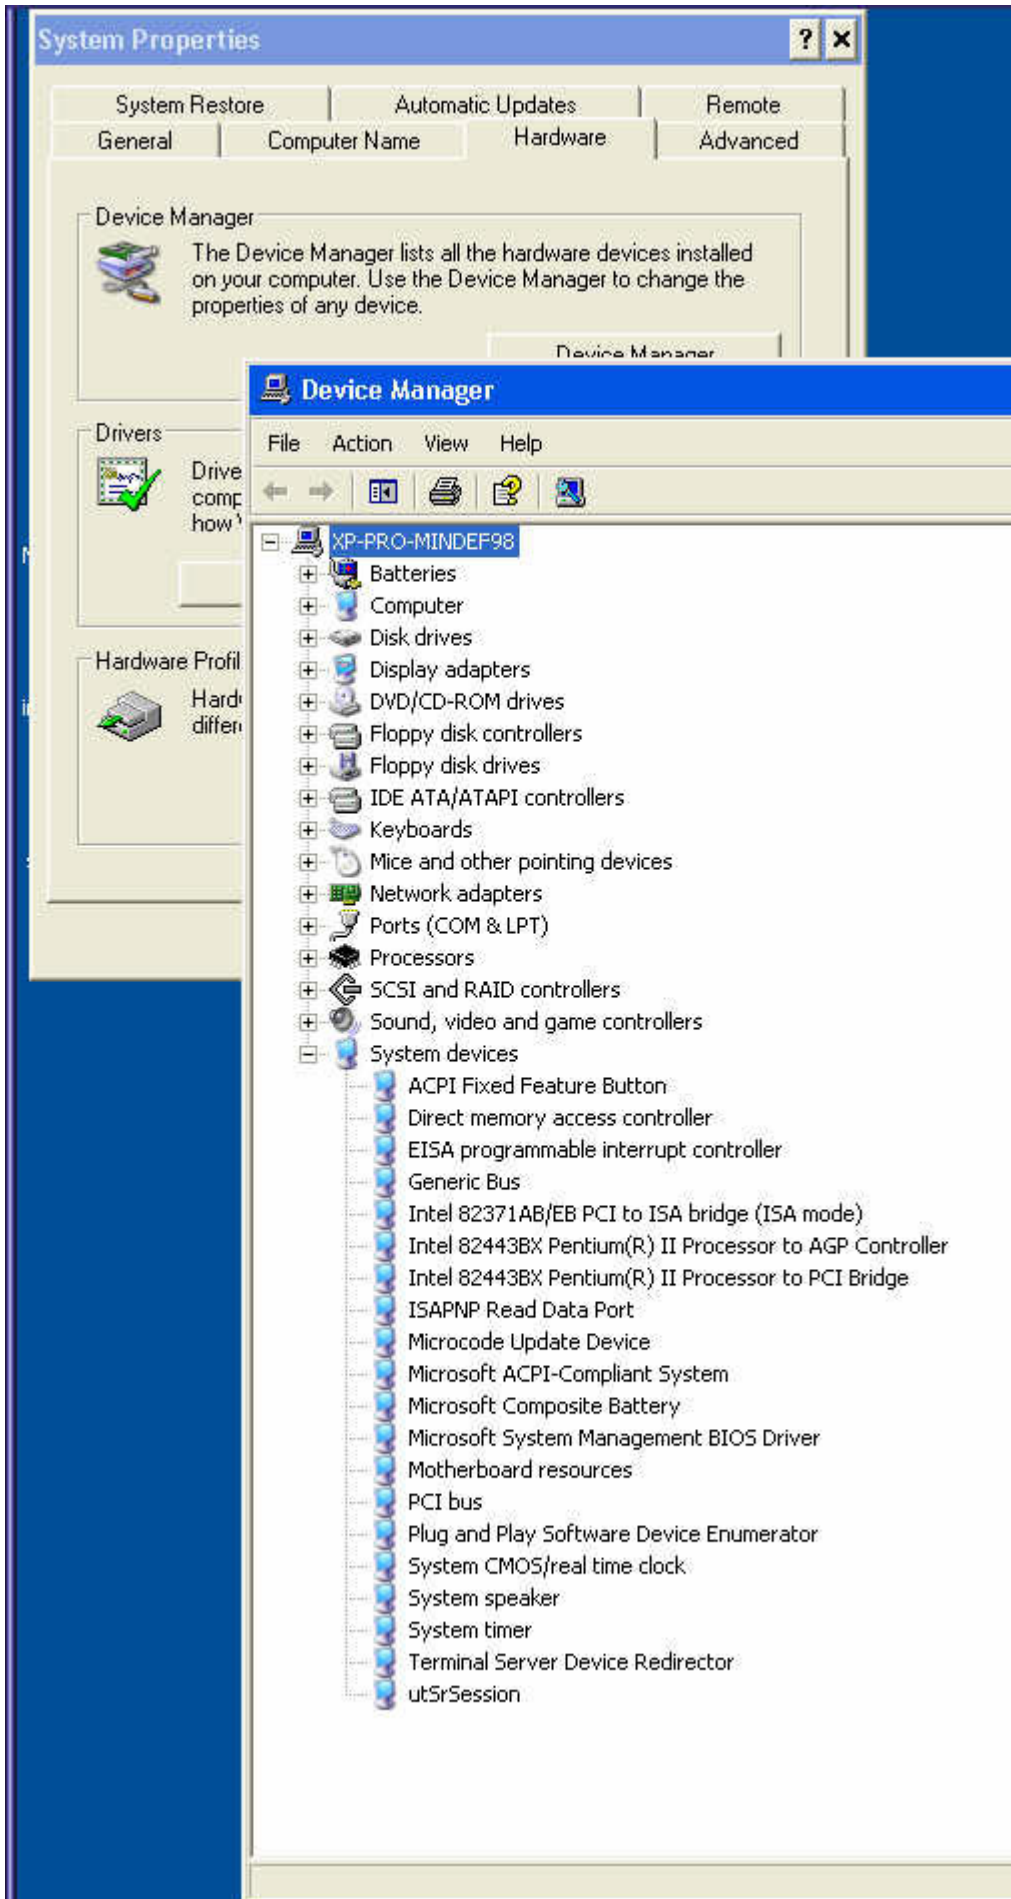 System Properties
System Restore
Automatic Updates
Remote
General
Computer Name
Hardware
Advanced
Device Manager
The Device Manager lists all the hardware devices installed
on your computer. Use the Device Manager to change the
properties of any device.
Device Manager
Drivers
how
Hardware
Device Manager
File Action View Help
XP-PRO-MINDEF98
Batteries
Computer
Disk drives
Display adapters
DVD/CD-ROM drives
Floppy disk controllers
Floppy disk drives
IDE ATA/ATAPI controllers
Keyboards
Mice and other pointing devices
Network adapters
Ports (COM & LPT)
Processors
SCSI and RAID controllers
Sound, video and game controllers
System devices
ACPI Fixed Feature Button
Direct memory access controller
EISA programmable interrupt controller
Generic Bus
Intel 82371AB/EB PCI to ISA bridge (ISA mode)
Intel 82443BX Pentium(R) II Processor to AGP Controller
Intel 82443BX Pentium(R) II Processor to PCI Bridge
ISAPNP Read Data Port
Microcode Update Device
Microsoft ACPI-Compliant System
Microsoft Composite Battery
Microsoft System Management BIOS Driver
Motherboard resources
PCI bus
Plug and Play Software Device Enumerator
System CMOS/real time clock
System speaker
System timer
Terminal Server Device Redirector
utSrSession